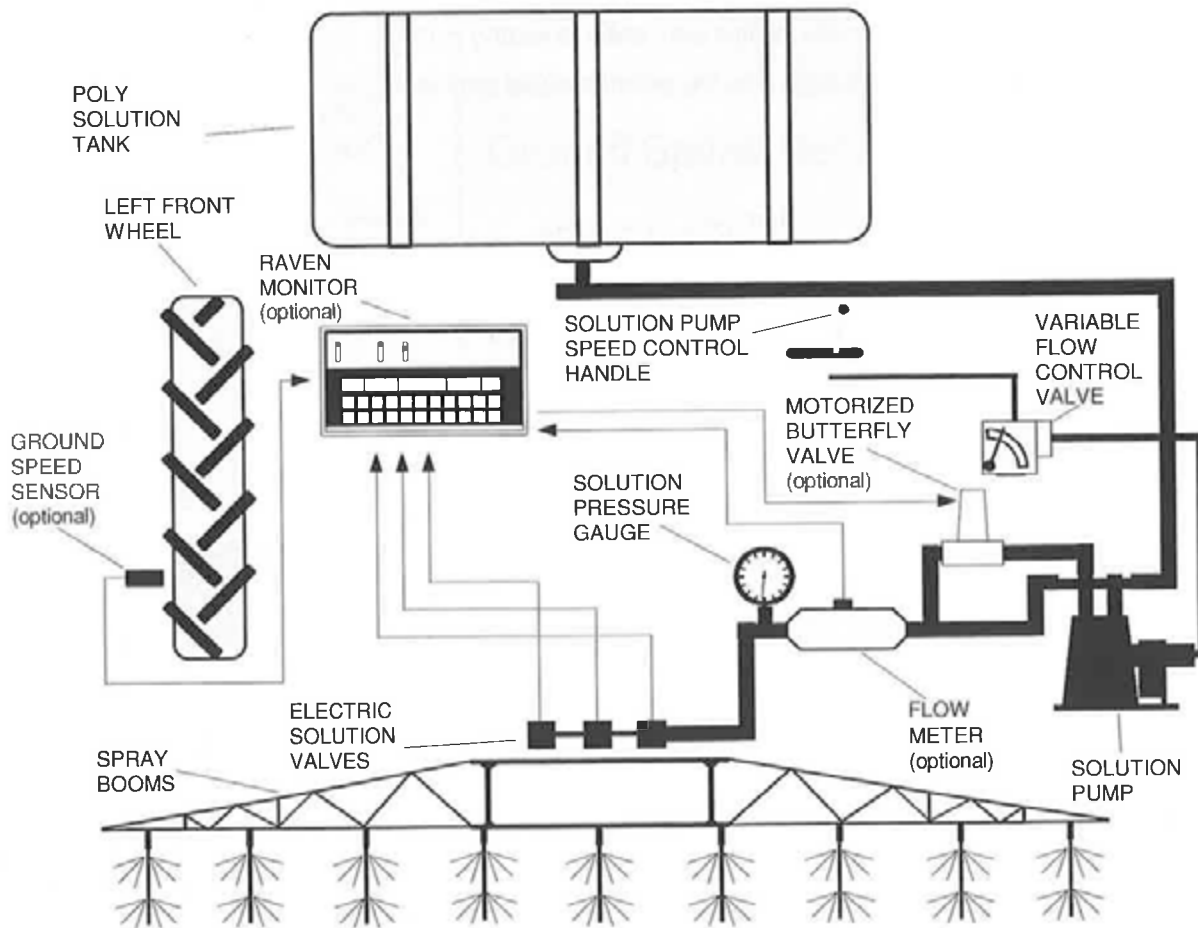 POLY
SOLUTION
TANK
LEFT FRONT
WHEEL
RAVEN
MONITOR
(optional)
SOLUTION PUMP
SPEED CONTROL
HANDLE
VARIABLE
FLOW
CONTROL
VALVE
MOTORIZED
BUTTERFLY
VALVE
(optional)
GROUND
SPEED
SENSOR
(optional)
SOLUTION
PRESSURE
GAUGE
ELECTRIC
SOLUTION
VALVES
FLOW
METER
(optional)
SPRAY
BOOMS
SOLUTION
PUMP